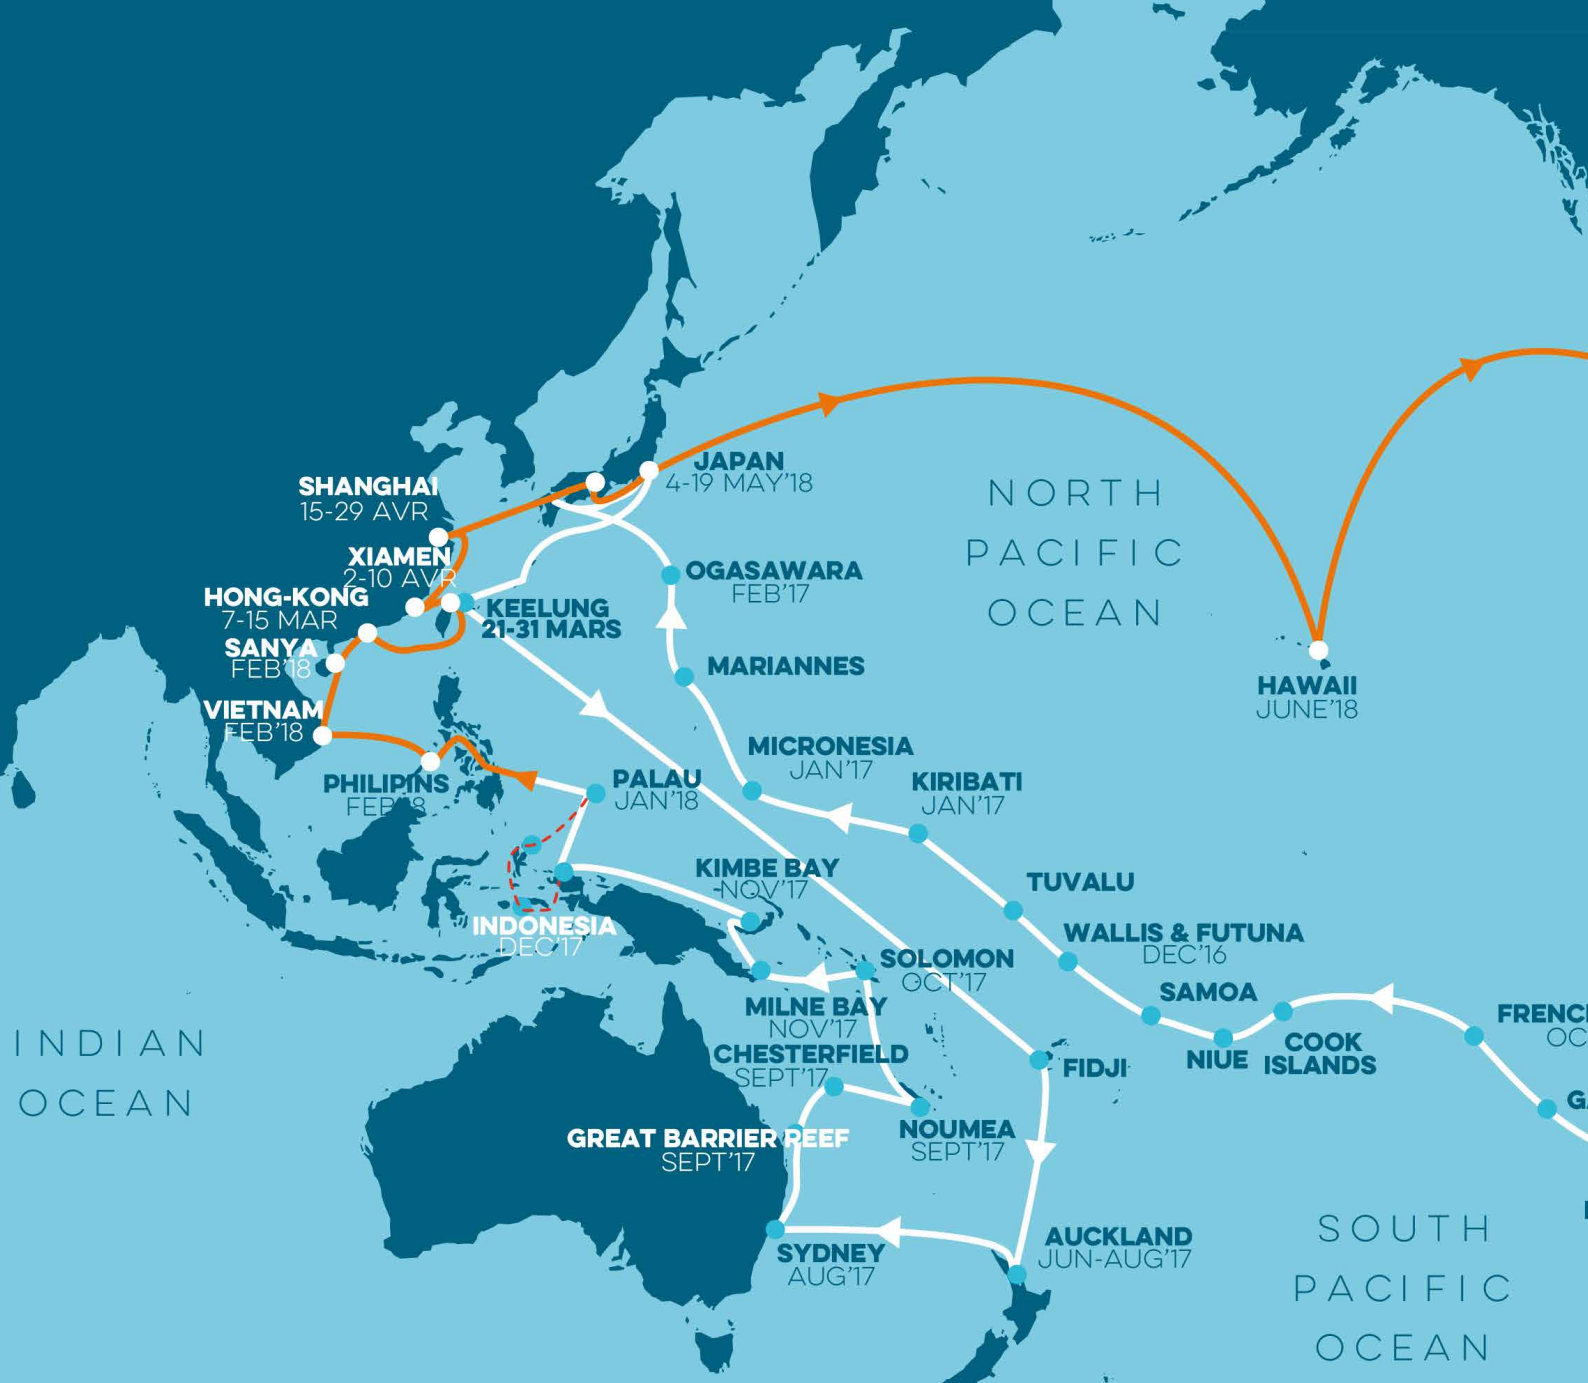 JAPAN
4-19 MAY'18
SHANGHAI
15-29 AVR
NORTH
PACIFIC
OCEAN
XIAMEN
2-10 AVR
OGASAWARA
FEB'17
HONG-KONG
7-15 MAR
KEELUNG
21-31 MARS
SANYA
FEB'18
MARIANNES
HAWAII
JUNE'18
VIETNAM
FEB'18
MICRONESIA
JAN'17
PHILIPINS
FEB'18
PALAU
JAN'18
KIRIBATI
JAN'17
KIMBE BAY
NOV'17
TUVALU
INDONESIA
DEC'17
WALLIS & FUTUNA
DEC'16
SOLOMON
OCT'17
SAMOA
MILNE BAY
NOV'17
FRENC
OC
INDIAN
OCEAN
CHESTERFIELD
SEPT'17
FIDJI
NIUE
COOK
ISLANDS
G
GREAT BARRIER REEF
SEPT'17
NOUMEA
SEPT'17
SYDNEY
AUG'17
AUCKLAND
JUN-AUG'17
SOUTH
PACIFIC
OCEAN